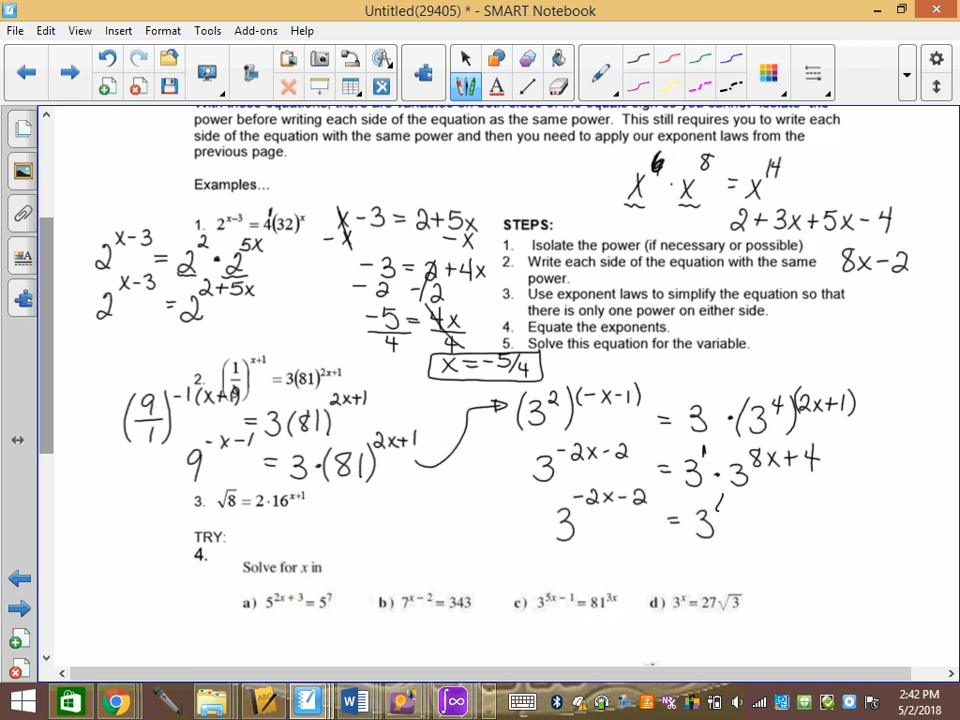 Untitled(29405) * - SMART Notebook
File Edit View Insert Format Tools Add-ons Help
power before writing each side of the equation as the same power. This still requires you to write each
side of the equation with the same power and then you need to apply our exponent laws from the
previous page.
x^6 · x^8 = x^14
Examples...
1. 2^(x-3) = 4(32)^x
2^(x-3) = 2^2 · 2^(5x)
2^(x-3) = 2^(2+5x)
x - 3 = 2 + 5x
- x - x
- 3 = 2 + 4x
- 2 - 2
-5 = 4x
4 4
x = -5/4
2 + 3x + 5x - 4
8x - 2
STEPS:
1. Isolate the power (if necessary or possible)
2. Write each side of the equation with the same
power.
3. Use exponent laws to simplify the equation so that
there is only one power on either side.
4. Equate the exponents.
5. Solve this equation for the variable.
2. (1/9)^(x+1) = 3(81)^(2x+1)
(9/1)^(-1(x+1)) = 3(81)^(2x+1)
9^(-x-1) = 3·(81)^(2x+1)
(3^2)^(-x-1) = 3 · (3^4)^(2x+1)
3^(-2x-2) = 3^1 · 3^(8x+4)
3^(-2x-2) = 3^1
3. √8 = 2·16^(x+1)
TRY:
4.
Solve for x in
a) 5^(2x+3) = 5^7 b) 7^(x-2) = 343 c) 3^(5x-1) = 81^(3x) d) 3^x = 27√3
2:42 PM
5/2/2018